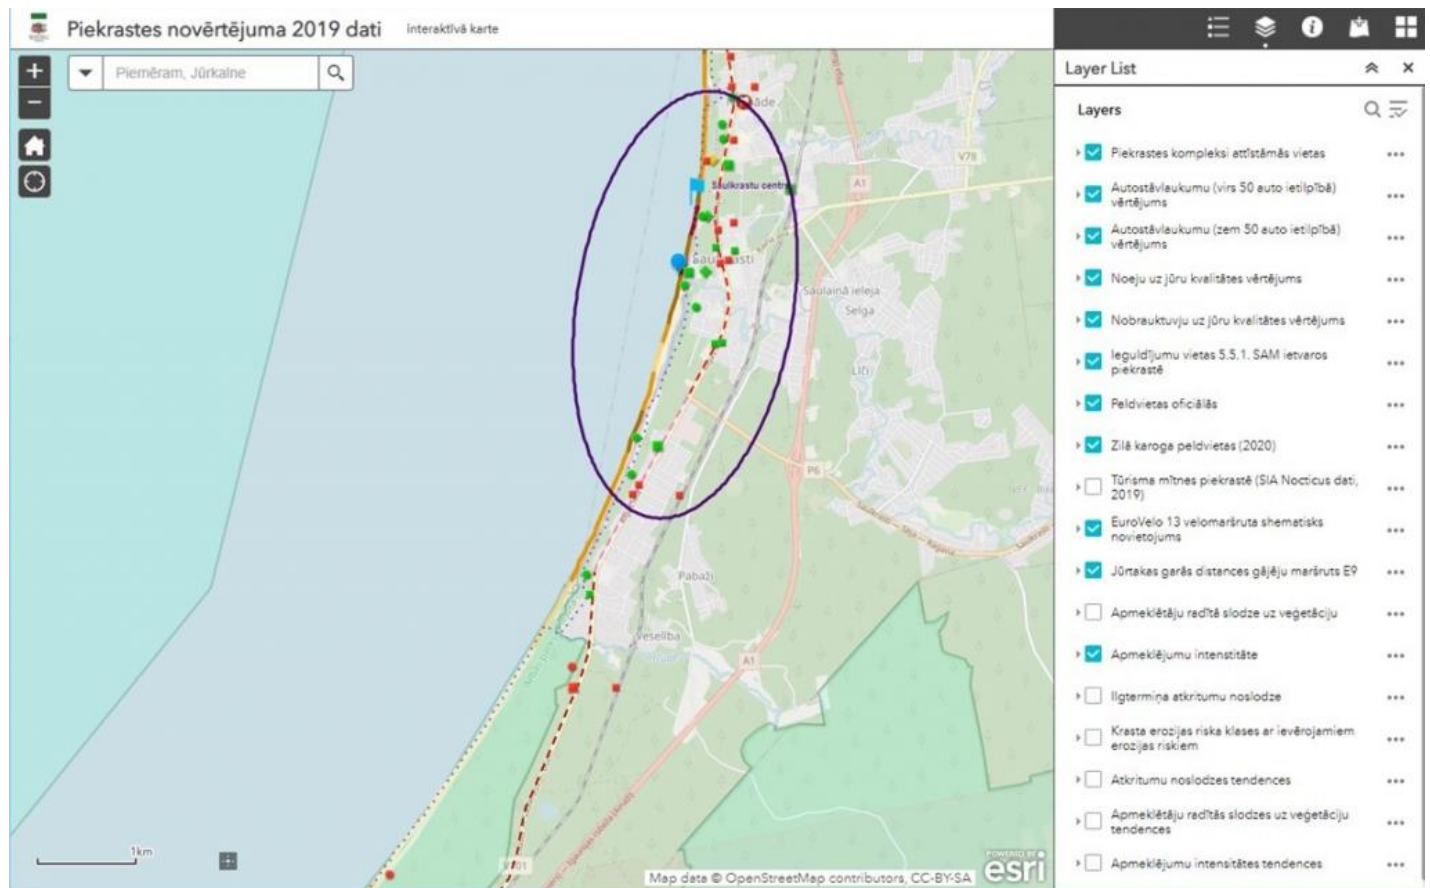 Piekrastes novērtējuma 2019 dati
interaktīvā karte
Piemēram, Jūrkalne
Layer List
Layers
Piekrastes kompleksi attīstāmās vietas
Autostāvlaukumu (virs 50 auto ietilpībā)
vērtējums
Autostāvlaukumu (zem 50 auto ietilpībā)
vērtējums
Noeju uz jūru kvalitātes vērtējums
Nobrauktuvju uz jūru kvalitātes vērtējums
Ieguldījumu vietas 5.5.1. SAM ietvaros
piekrastē
Peldvietas oficiālās
Zilā karoga peldvietas (2020)
Tūrisma mītnes piekrastē (SIA Nocticus dati,
2019)
EuroVelo 13 velomaršruta shematisks
novietojums
Jūrtakas garās distances gājēju maršruts E9
Apmeklētāju radītā slodze uz veģetāciju
Apmeklējumu intenstitāte
Ilgtermiņa atkritumu noslodze
Krasta erozijas riska klases ar ievērojamiem
erozijas riskiem
Atkritumu noslodzes tendences
Apmeklētāju radītās slodzes uz veģetāciju
tendences
Apmeklējumu intensitātes tendences
V78
A1
Saulkrastu centrs
Saulainā ieleja
Selga
P6
Pabaži
Veselība
A1
1km
Map data © OpenStreetMap contributors, CC-BY-SA
POWERED BY
esri